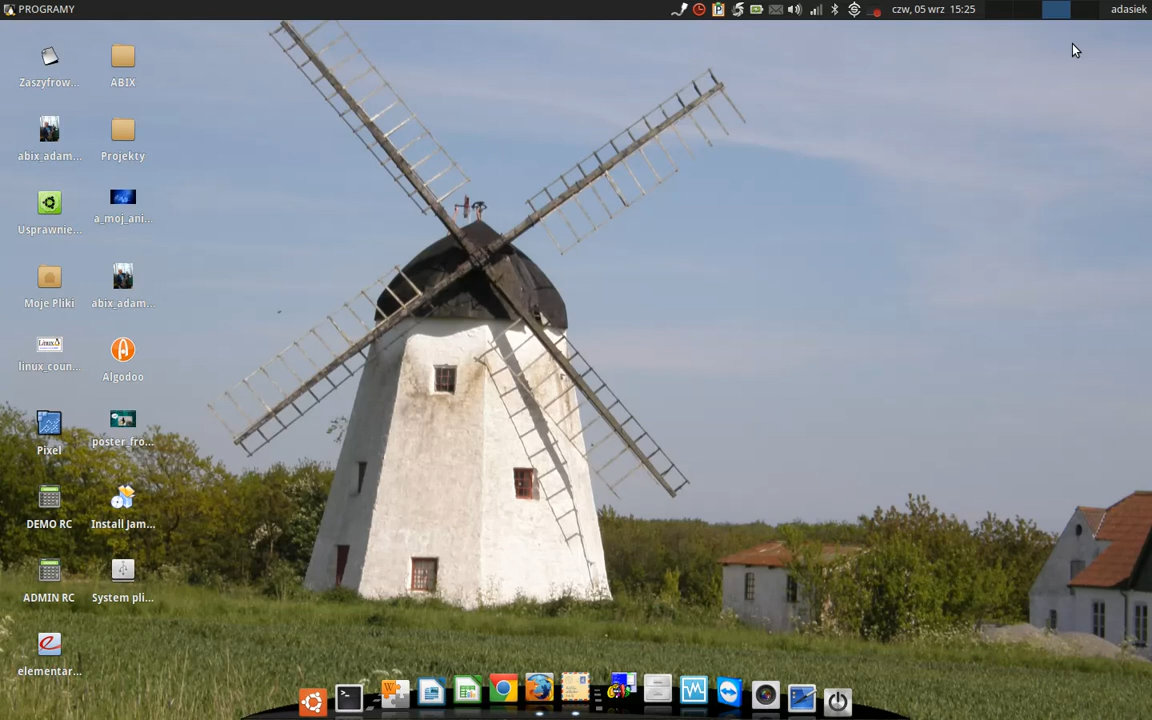 PROGRAMY
czw, 05 wrz 15:25
adasiek
Zaszyfrow...
ABIX
abix_adam...
Projekty
Usprawnie...
a_moj_ani...
Moje Pliki
abix_adam...
linux_coun...
Algodoo
Pixel
poster_fro...
DEMO RC
Install Jam...
ADMIN RC
System pli...
elementar...